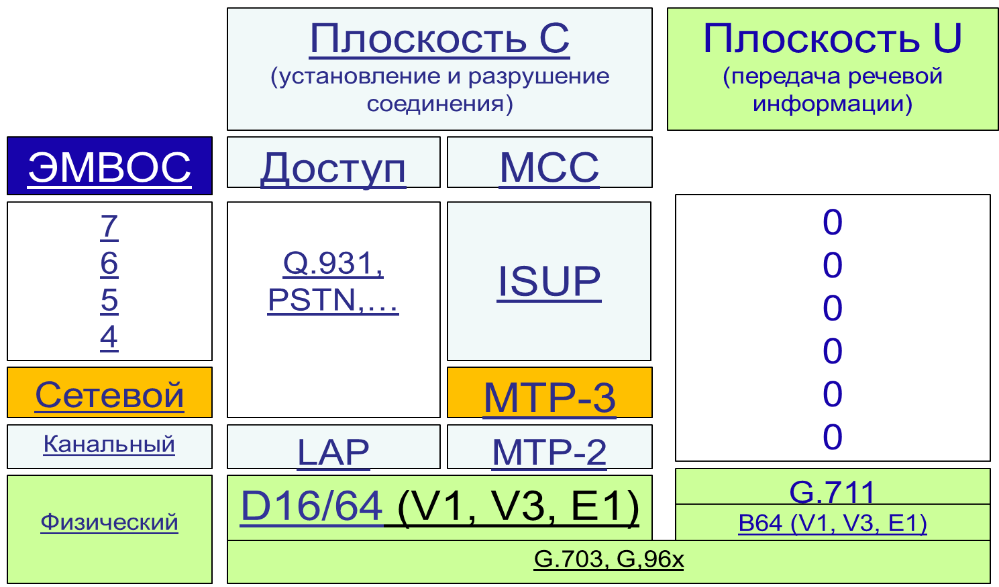 Плоскость С
(установление и разрушение
соединения)
Плоскость U
(передача речевой
информации)
ЭМВОС
Доступ
МСС
7
6
5
4
Q.931,
PSTN,…
ISUP
0
0
0
0
0
0
Сетевой
МТР-3
Канальный
LAP
МТР-2
Физический
D16/64 (V1, V3, E1)
G.711
B64 (V1, V3, E1)
G.703, G,96x